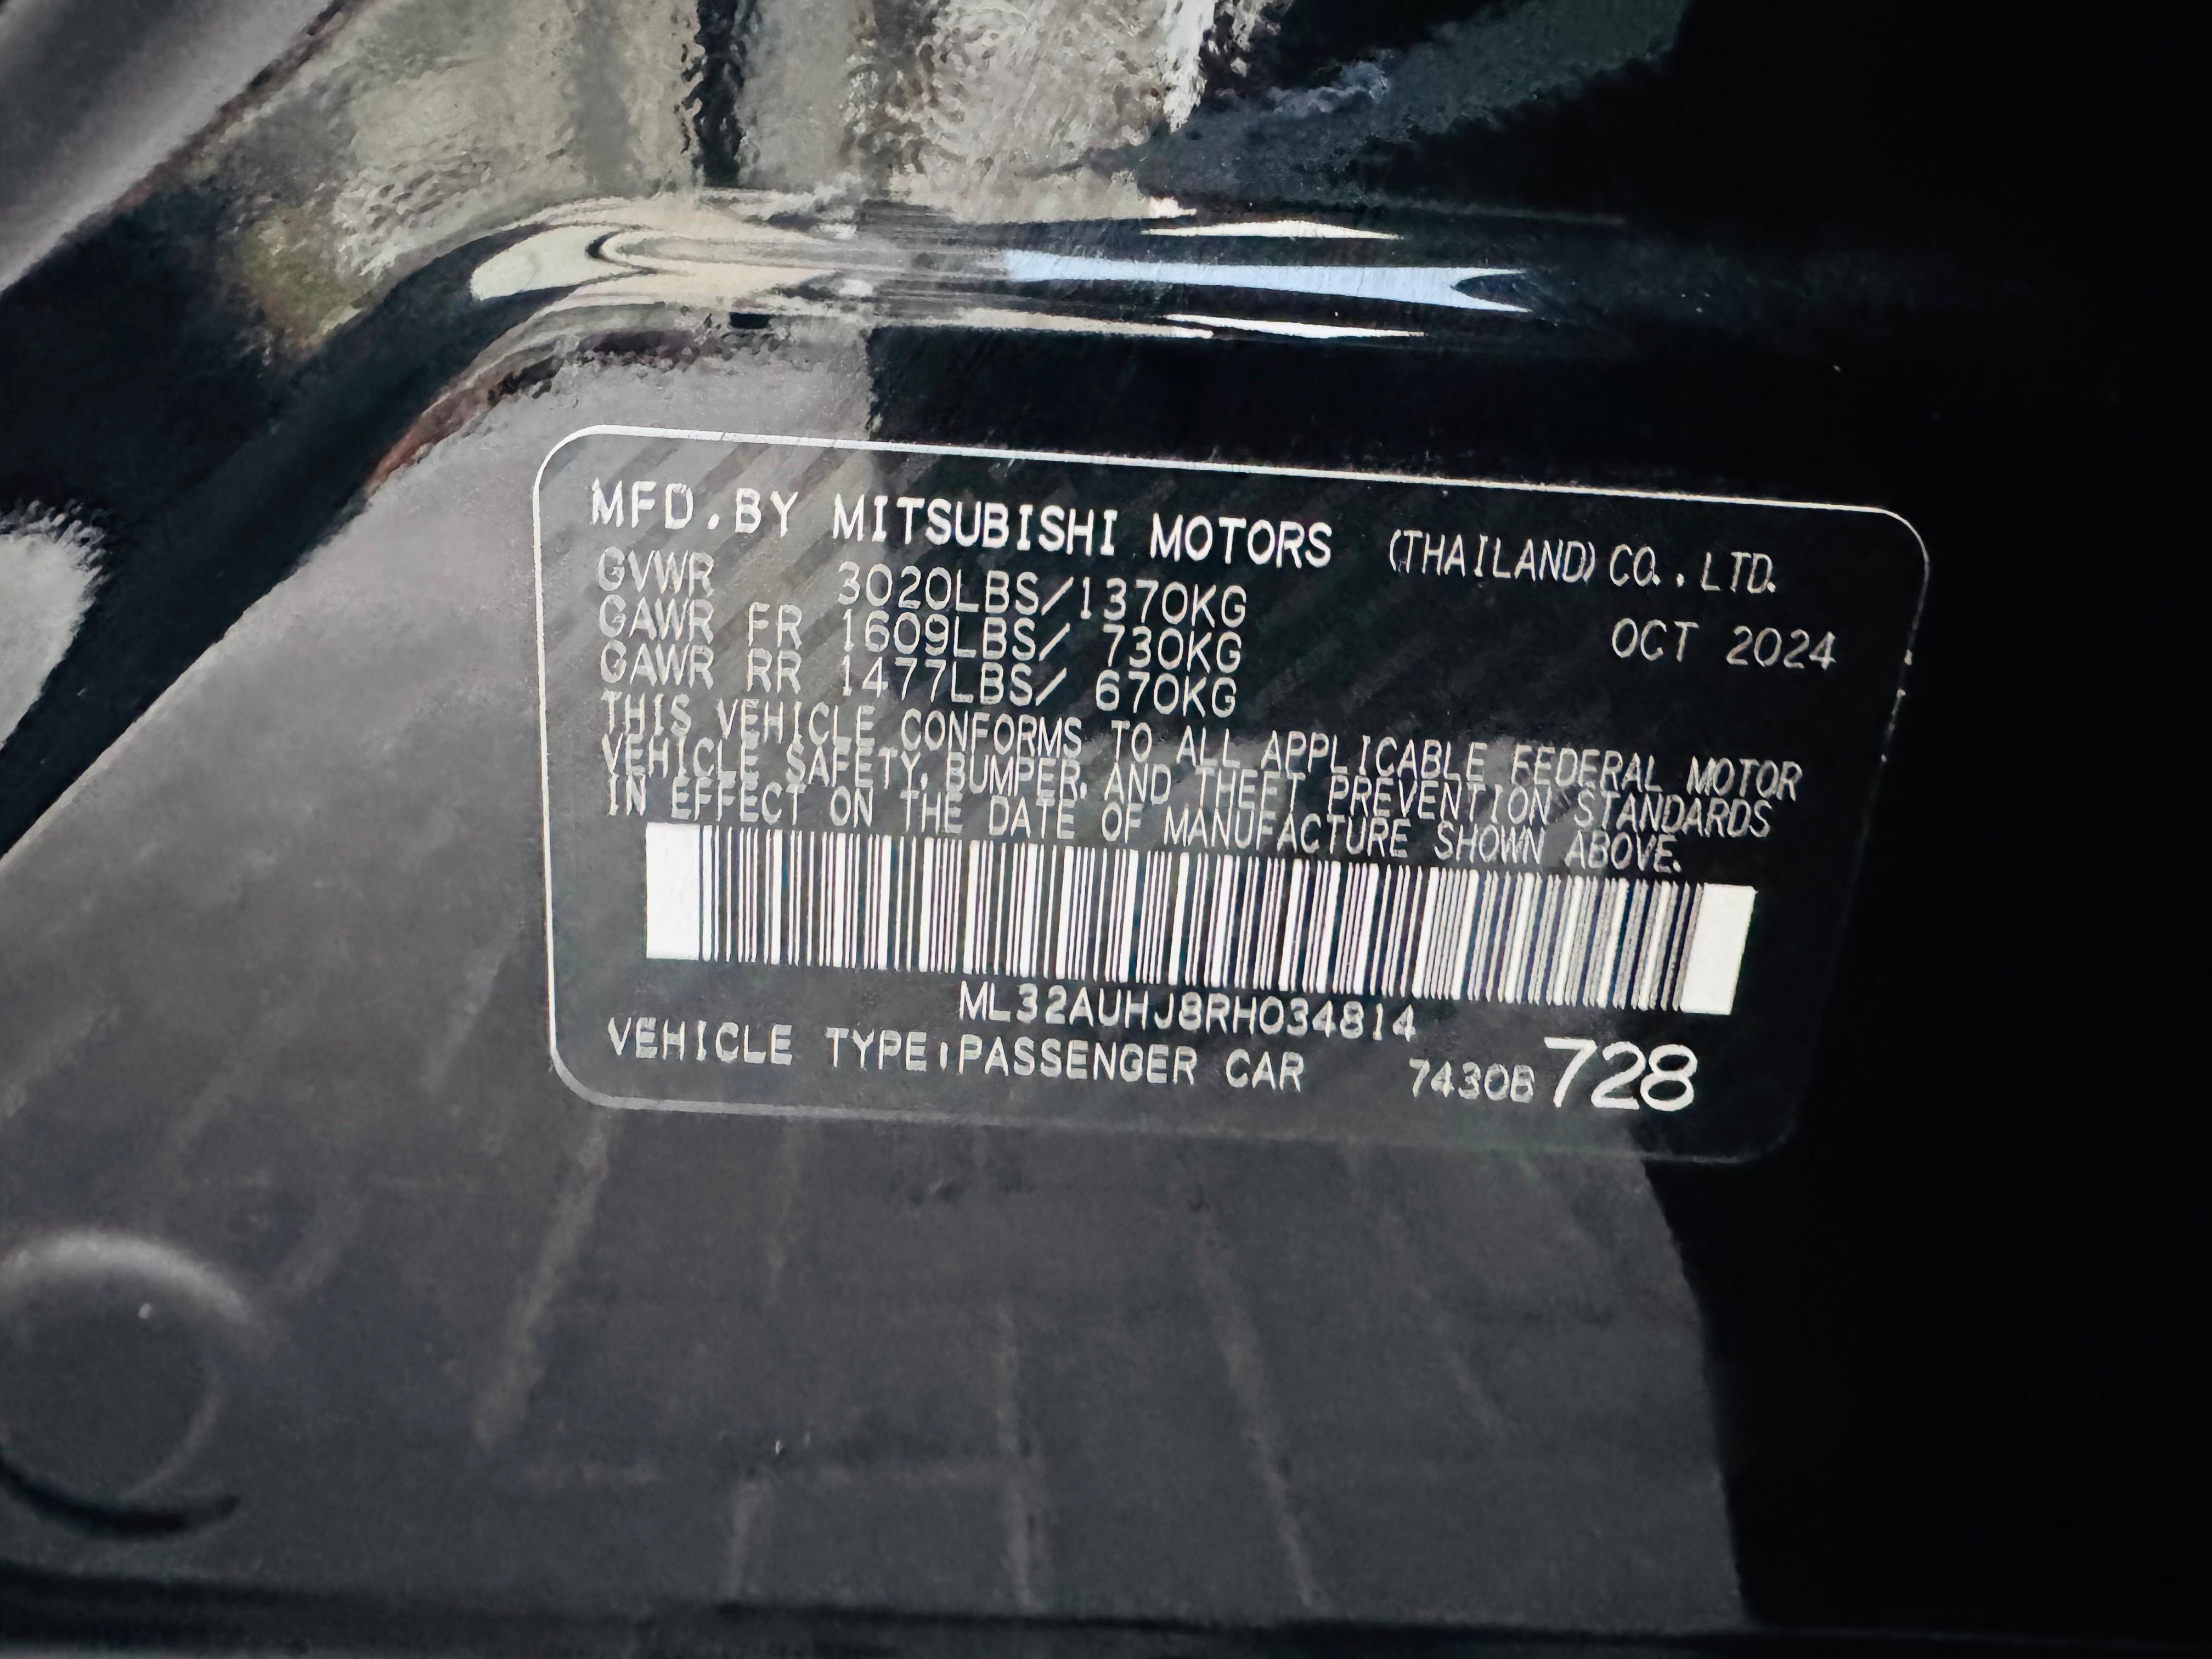 MFD.BY MITSUBISHI MOTORS (THAILAND) CO.,LTD.
GVWR 3020LBS/1370KG
GAWR FR 1609LBS/ 730KG OCT 2024
GAWR RR 1477LBS/ 670KG
THIS VEHICLE CONFORMS TO ALL APPLICABLE FEDERAL MOTOR
VEHICLE SAFETY, BUMPER, AND THEFT PREVENTION STANDARDS
IN EFFECT ON THE DATE OF MANUFACTURE SHOWN ABOVE.
ML32AUHJ8RH034814
VEHICLE TYPE:PASSENGER CAR 7430B 728